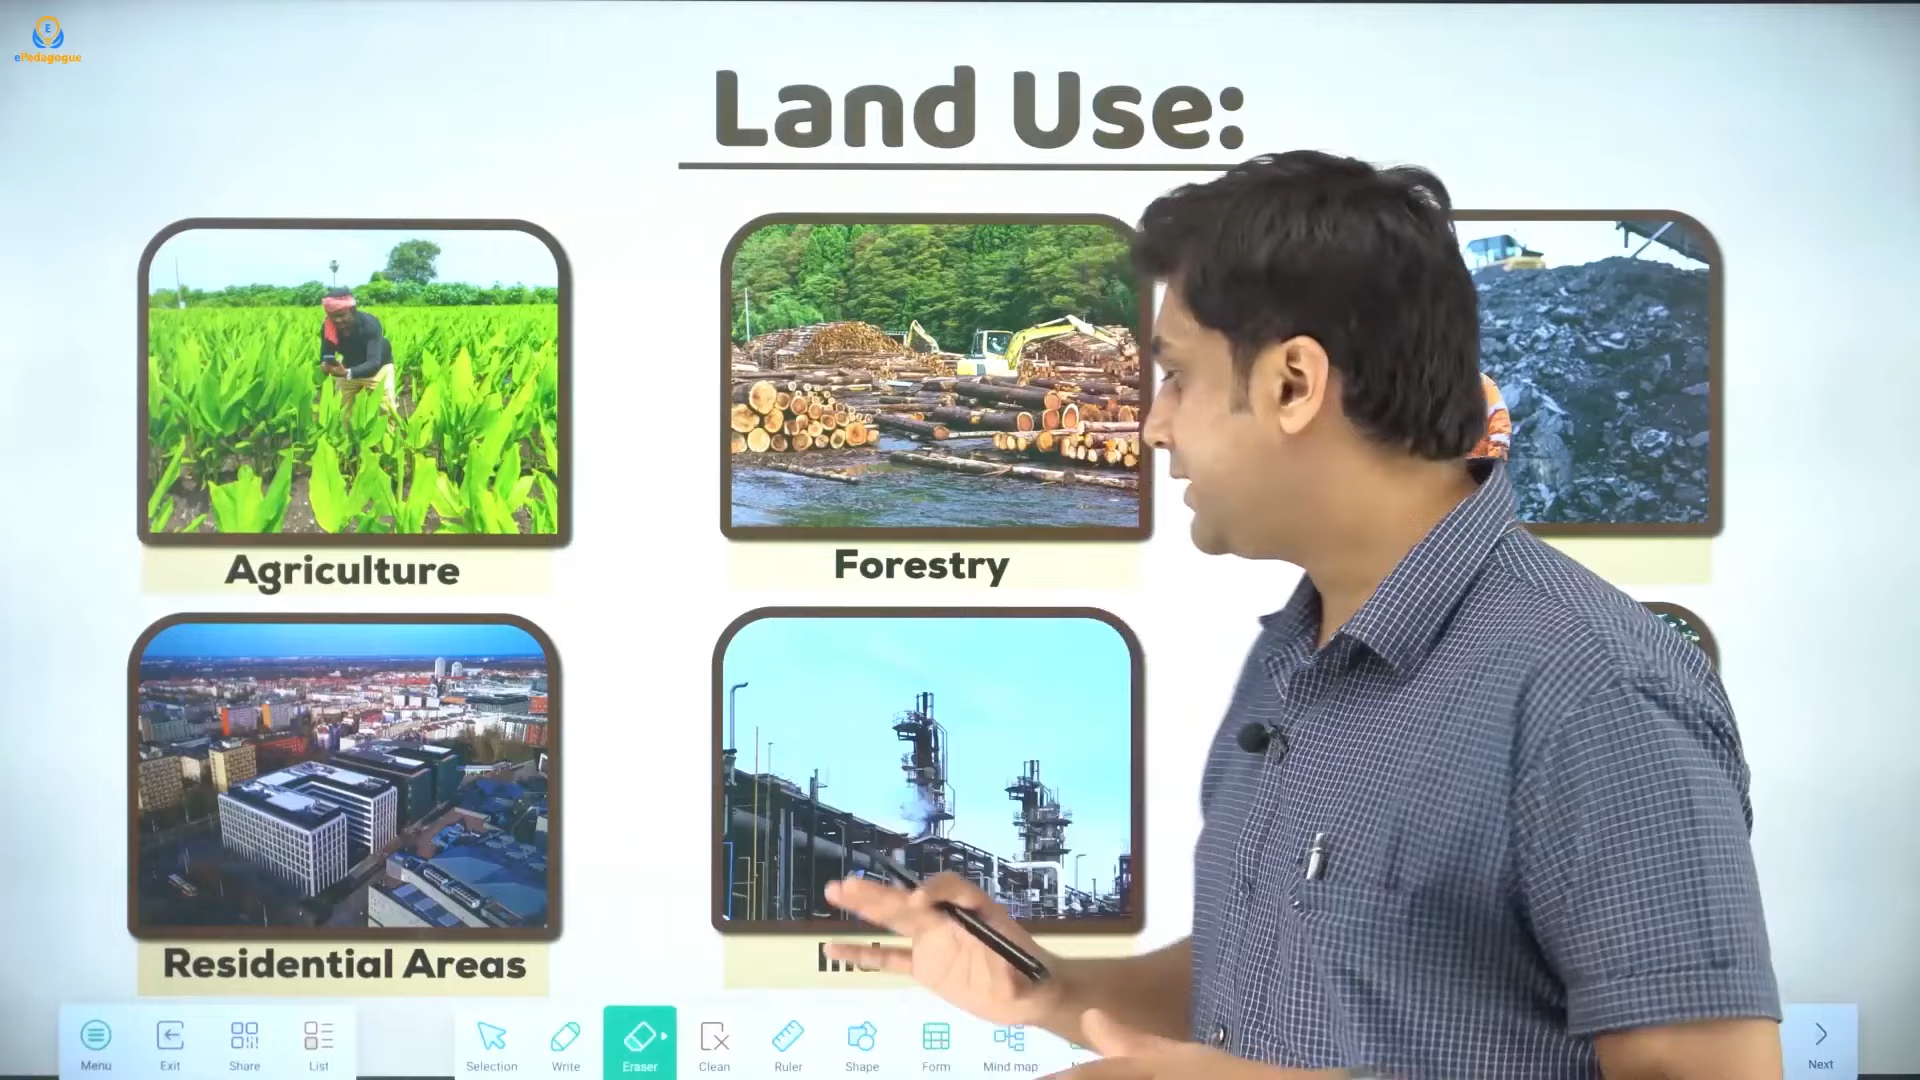 E
ePedagogue
Land Use:
Agriculture
Forestry
Residential Areas
Menu
Exit
Share
List
Selection
Write
Eraser
Clean
Ruler
Shape
Form
Mind map
Next